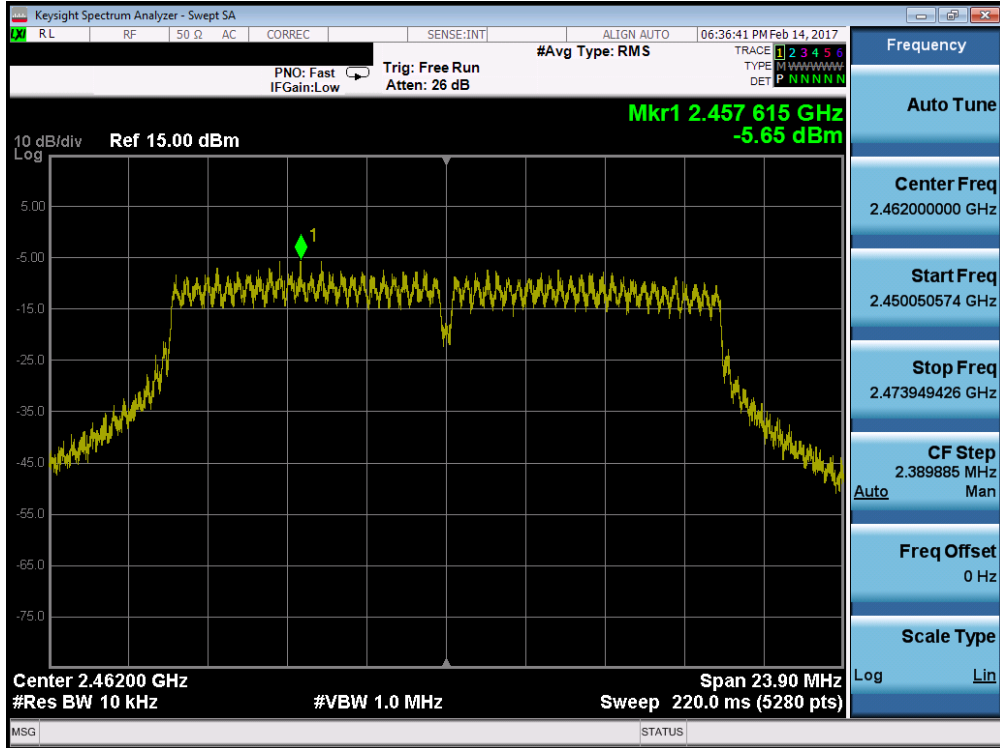 Keysight Spectrum Analyzer - Swept SA
LXI RL RF 50 Ω AC CORREC SENSE:INT ALIGN AUTO 06:36:41 PM Feb 14, 2017
#Avg Type: RMS TRACE 1 2 3 4 5 6
PNO: Fast Trig: Free Run TYPE M WWWWW
IFGain:Low Atten: 26 dB DET P N N N N N
Mkr1 2.457 615 GHz
-5.65 dBm
10 dB/div Ref 15.00 dBm
Log
1
5.00
-5.00
-15.0
-25.0
-35.0
-45.0
-55.0
-65.0
-75.0
Center 2.46200 GHz Span 23.90 MHz
#Res BW 10 kHz #VBW 1.0 MHz Sweep 220.0 ms (5280 pts)
MSG STATUS
Frequency
Auto Tune
Center Freq
2.462000000 GHz
Start Freq
2.450050574 GHz
Stop Freq
2.473949426 GHz
CF Step
2.389885 MHz
Auto Man
Freq Offset
0 Hz
Scale Type
Log Lin